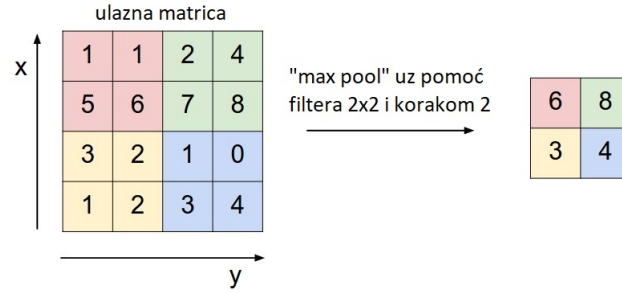 ulazna matrica
x
1 1 2 4
5 6 7 8
3 2 1 0
1 2 3 4
y
"max pool" uz pomoć
filtera 2x2 i korakom 2
6 8
3 4